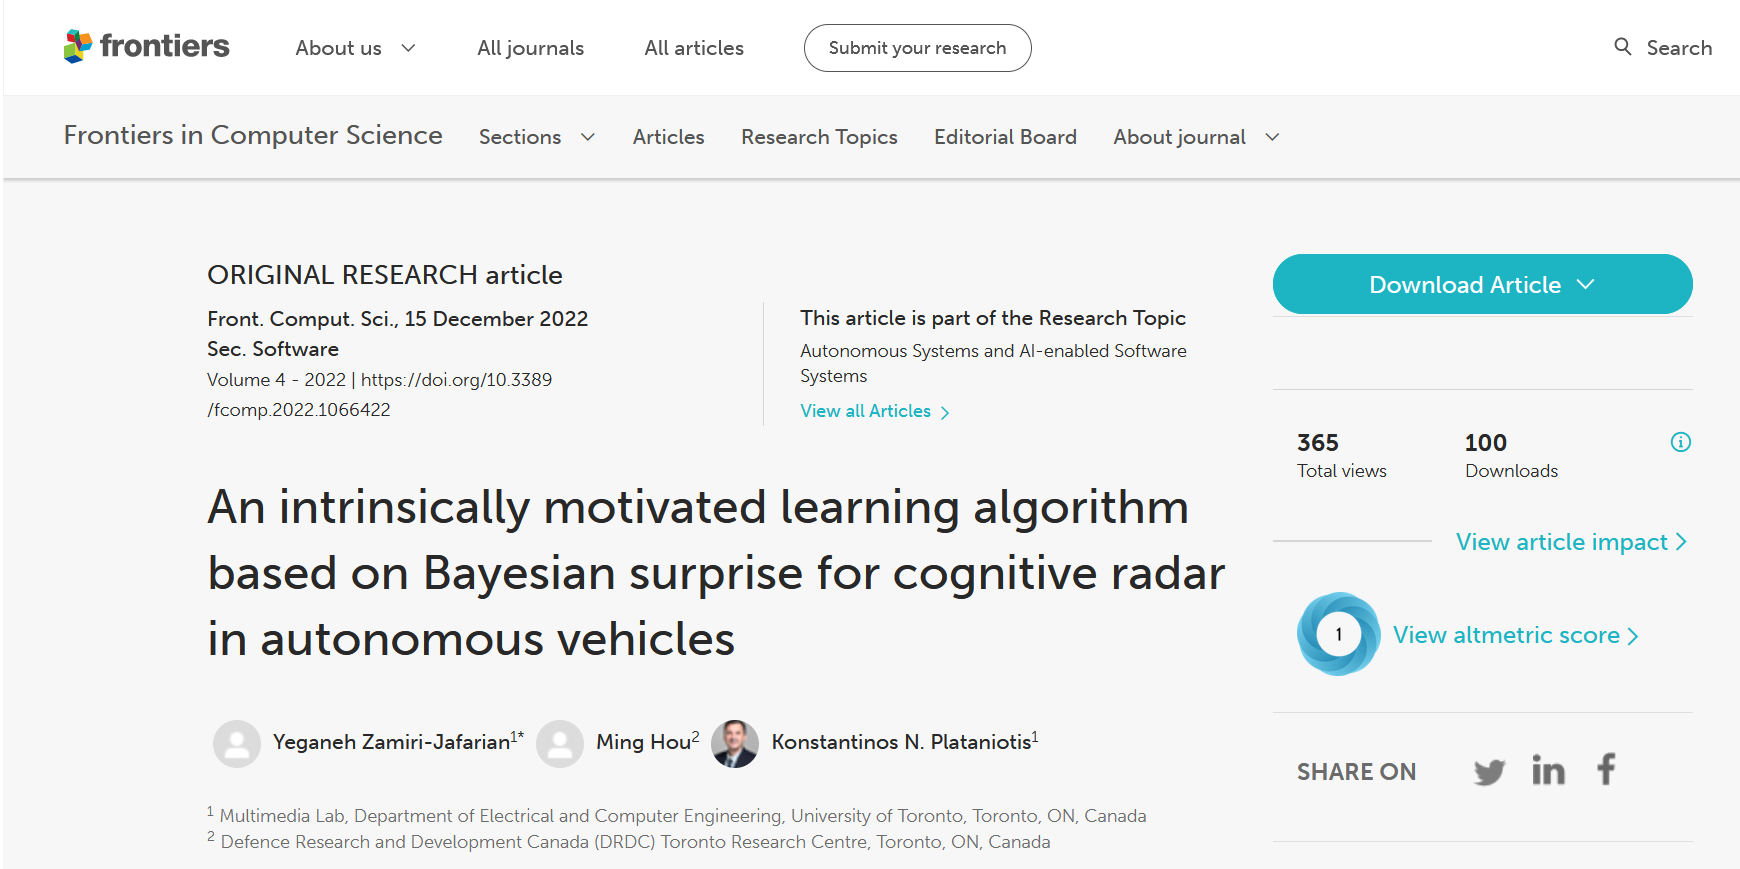 frontiers
About us
All journals
All articles
Submit your research
Search
Frontiers in Computer Science
Sections
Articles
Research Topics
Editorial Board
About journal
ORIGINAL RESEARCH article
Front. Comput. Sci., 15 December 2022
Sec. Software
Volume 4 - 2022 | https://doi.org/10.3389
/fcomp.2022.1066422
This article is part of the Research Topic
Autonomous Systems and AI-enabled Software
Systems
View all Articles
Download Article
365
Total views
100
Downloads
View article impact
1
View altmetric score
SHARE ON
An intrinsically motivated learning algorithm
based on Bayesian surprise for cognitive radar
in autonomous vehicles
Yeganeh Zamiri-Jafarian1* Ming Hou2 Konstantinos N. Plataniotis1
1 Multimedia Lab, Department of Electrical and Computer Engineering, University of Toronto, Toronto, ON, Canada
2 Defence Research and Development Canada (DRDC) Toronto Research Centre, Toronto, ON, Canada